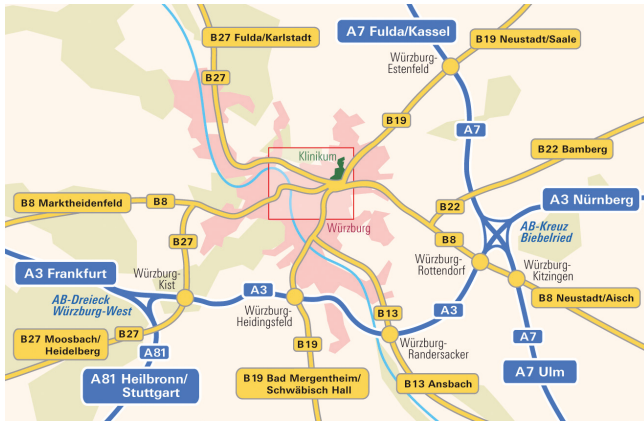 B27 Fulda/Karlstadt
A7 Fulda/Kassel
B19 Neustadt/Saale
Würzburg-
Estenfeld
B27
A7
B19
Klinikum
B22 Bamberg
B8 Marktheidenfeld
B8
B22
A3 Nürnberg
Würzburg
AB-Kreuz
Biebelried
B27
B8
A3 Frankfurt
Würzburg-
Kist
Würzburg-
Rottendorf
Würzburg-
Kitzingen
AB-Dreieck
Würzburg-West
A3
Würzburg-
Heidingsfeld
B13
A3
B8 Neustadt/Aisch
B27 Moosbach/
Heidelberg
B27
A81
B19
Würzburg-
Randersacker
A7
A81 Heilbronn/
Stuttgart
B19 Bad Mergentheim/
Schwäbisch Hall
B13 Ansbach
A7 Ulm